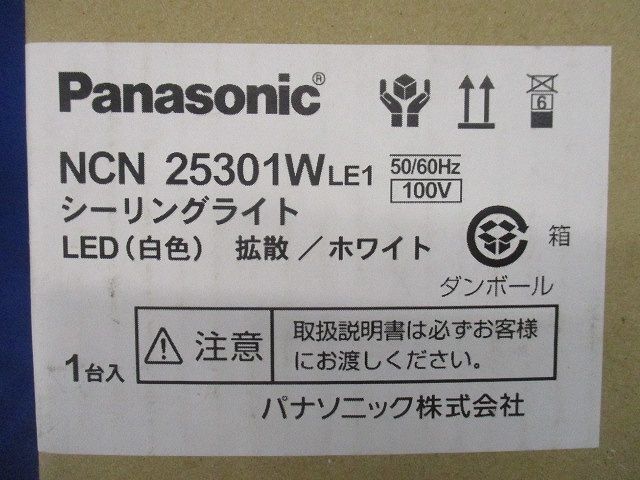 Panasonic®
6
NCN 25301WLE1 50/60Hz
100V
シーリングライト
LED(白色) 拡散/ホワイト
箱
ダンボール
注意
取扱説明書は必ずお客様
にお渡しください。
1台入
パナソニック株式会社